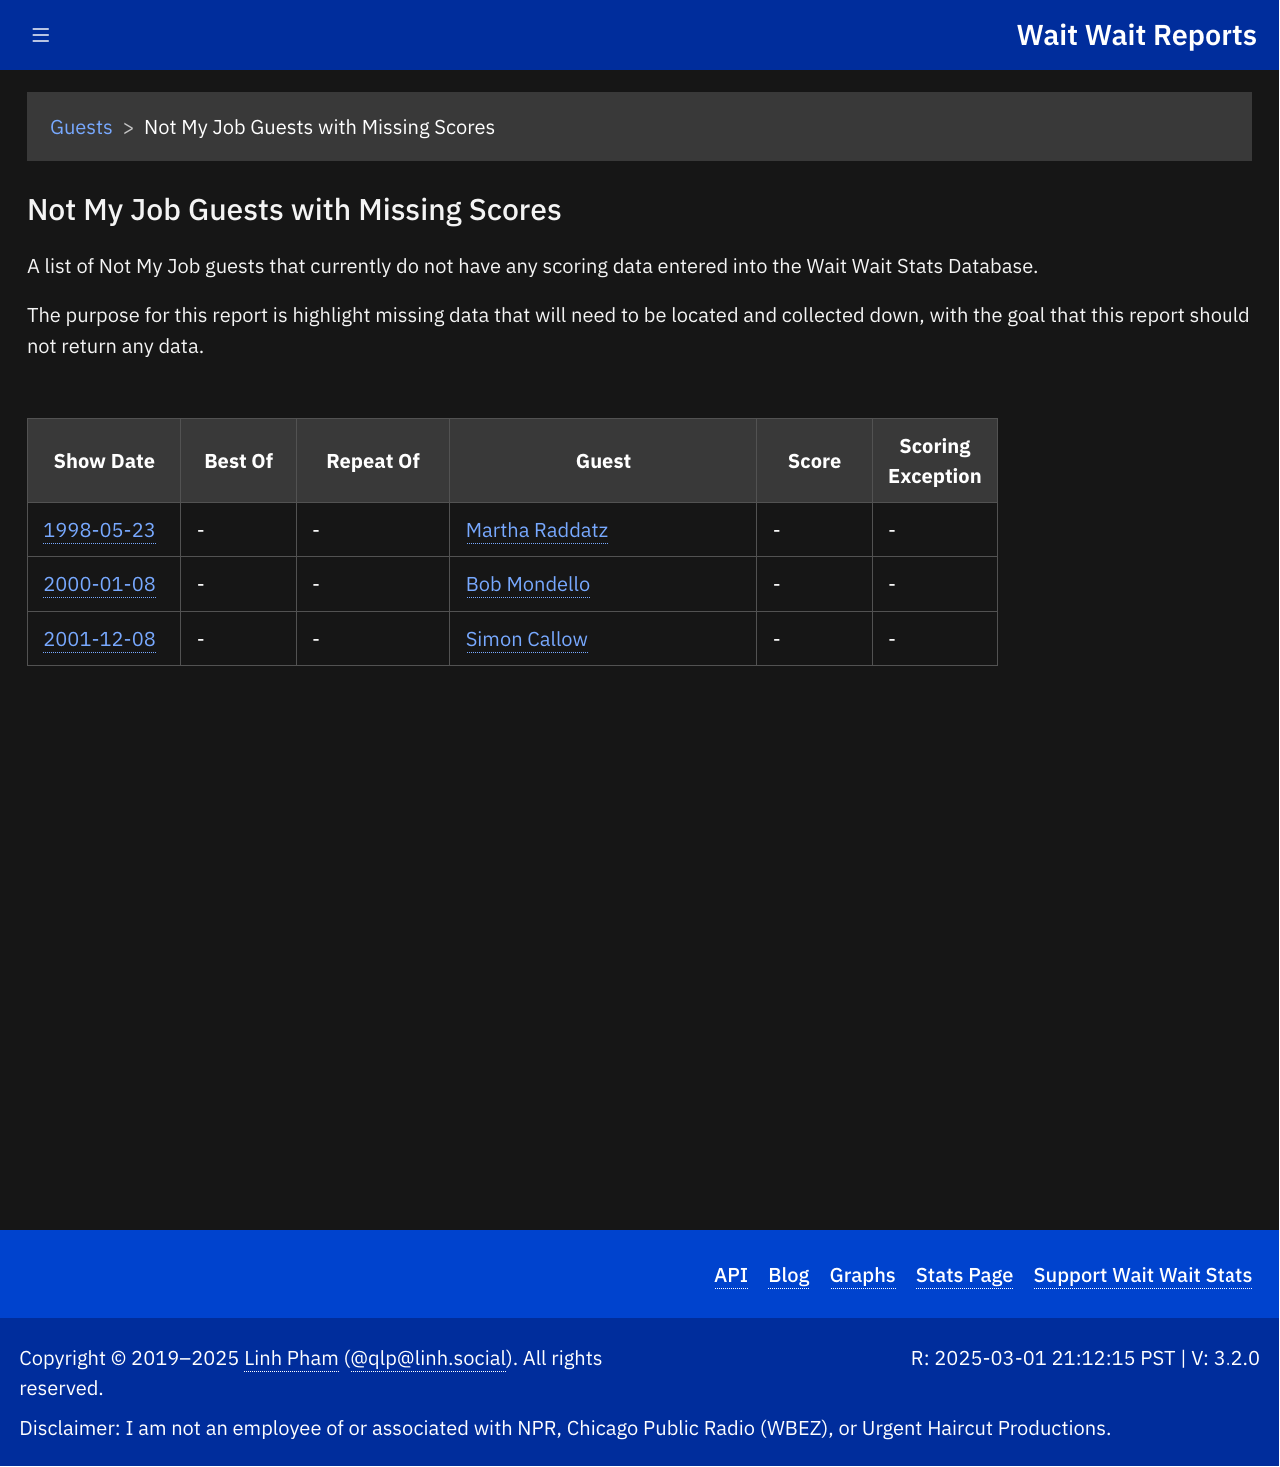 Wait Wait Reports
Guests > Not My Job Guests with Missing Scores
Not My Job Guests with Missing Scores
A list of Not My Job guests that currently do not have any scoring data entered into the Wait Wait Stats Database.
The purpose for this report is highlight missing data that will need to be located and collected down, with the goal that this report should
not return any data.
Show Date Best Of Repeat Of Guest Score Scoring Exception
1998-05-23 - - Martha Raddatz - -
2000-01-08 - - Bob Mondello - -
2001-12-08 - - Simon Callow - -
API Blog Graphs Stats Page Support Wait Wait Stats
Copyright © 2019–2025 Linh Pham (@qlp@linh.social). All rights
reserved.
R: 2025-03-01 21:12:15 PST | V: 3.2.0
Disclaimer: I am not an employee of or associated with NPR, Chicago Public Radio (WBEZ), or Urgent Haircut Productions.